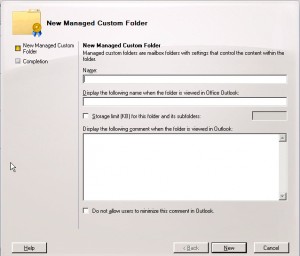 New Managed Custom Folder
New Managed Custom
Folder
Completion
New Managed Custom Folder
Managed custom folders are mailbox folders with settings that control the content within the
folder.
Name:
Display the following name when the folder is viewed in Office Outlook:
Storage limit (KB) for this folder and its subfolders:
Display the following comment when the folder is viewed in Outlook:
Do not allow users to minimize this comment in Outlook.
Help
< Back
New
Cancel